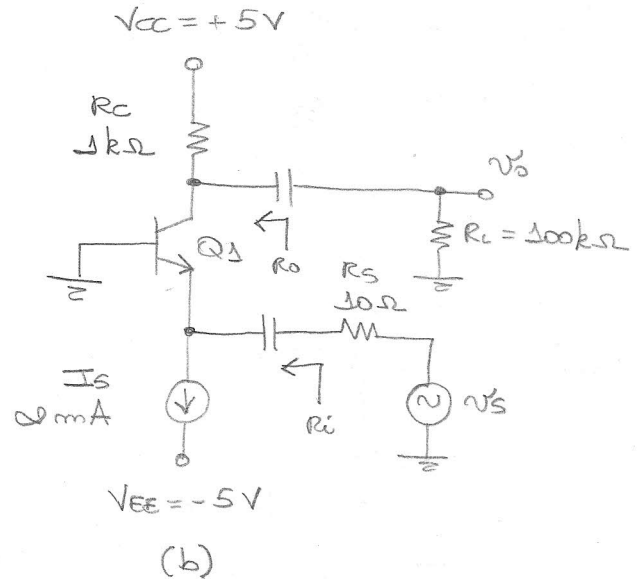 VCC = + 5V
RC
1kΩ
vo
Q1
Ro
RL = 100kΩ
RS
10Ω
IS
2mA
Ri
vs
VEE = - 5V
(b)